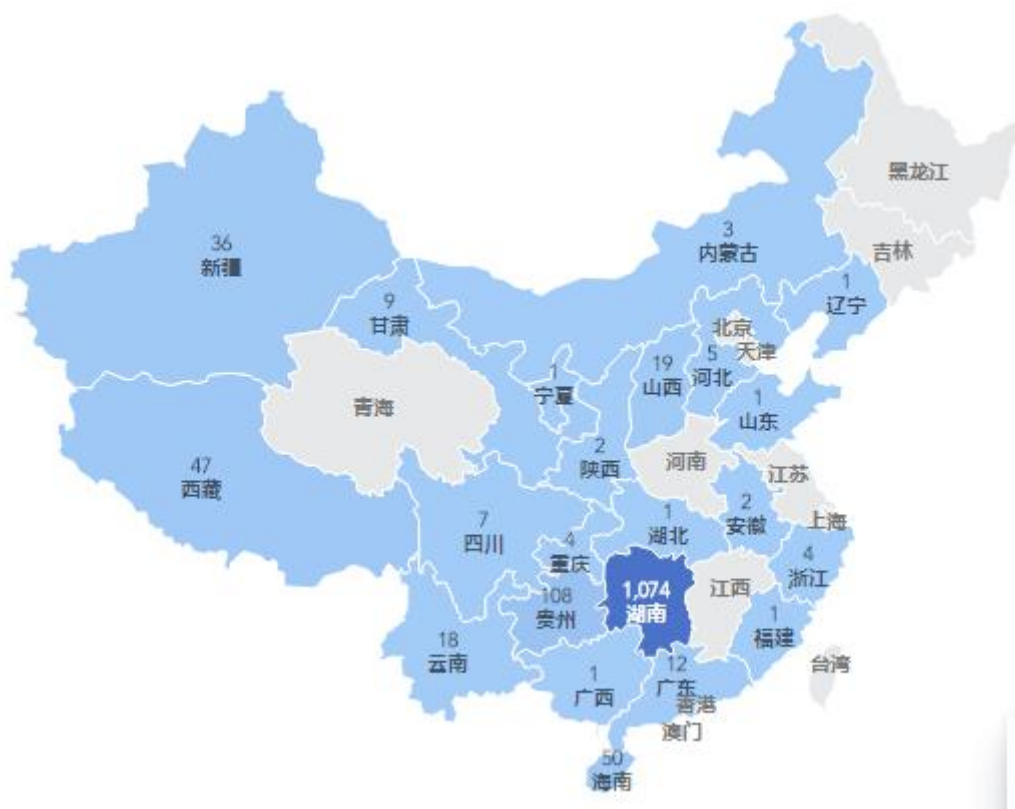 黑龙江
3
内蒙古
吉林
36
新疆
1
辽宁
9
甘肃
北京
天津
5
河北
19
山西
1
宁夏
1
山东
青海
2
陕西
河南
江苏
47
西藏
2
安徽
上海
7
四川
1
湖北
4
重庆
4
浙江
1,074
湖南
江西
108
贵州
1
福建
18
云南
台湾
12
广东
1
广西
香港
澳门
50
海南